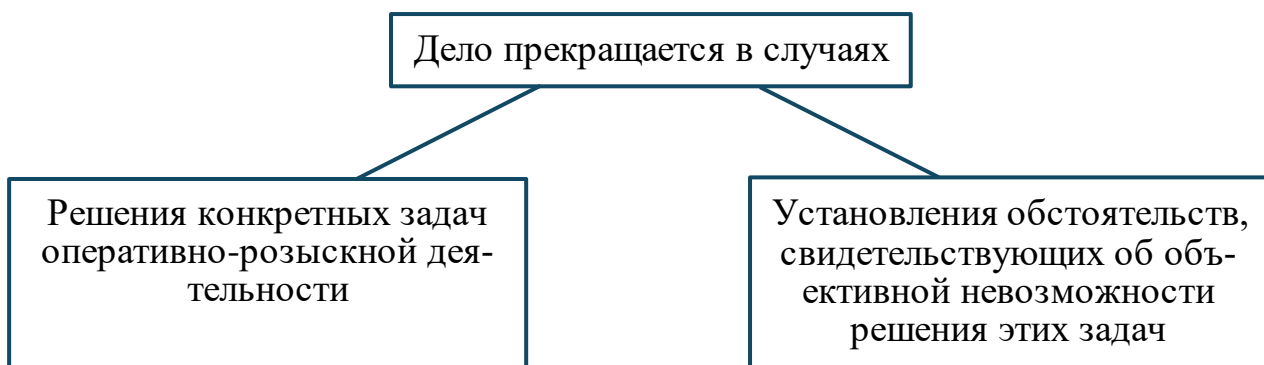 Дело прекращается в случаях
Решения конкретных задач
оперативно-розыскной дея-
тельности
Установления обстоятельств,
свидетельствующих об объ-
ективной невозможности
решения этих задач